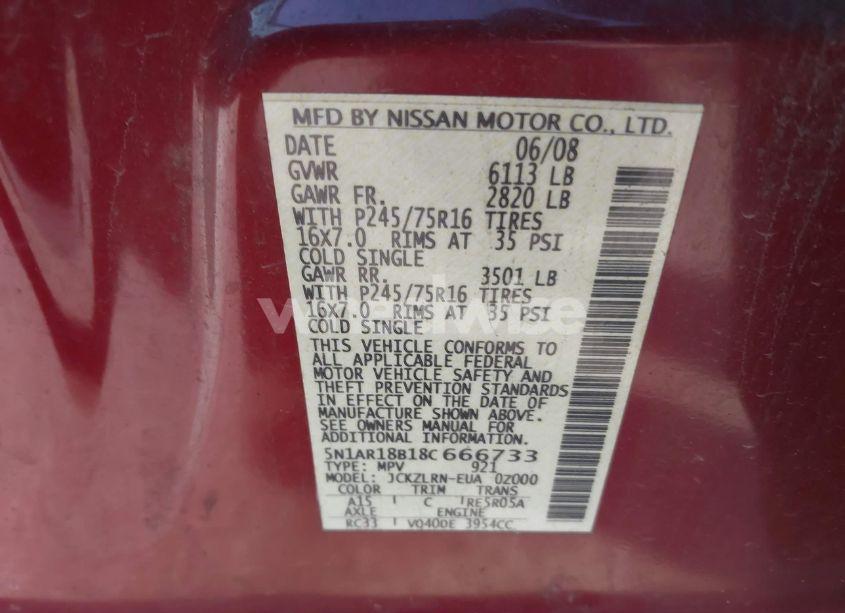 MFD BY NISSAN MOTOR CO., LTD.
DATE 06/08
GVWR 6113 LB
GAWR FR. 2820 LB
WITH P245/75R16 TIRES
16X7.0 RIMS AT 35 PSI
COLD SINGLE
GAWR RR. 3501 LB
WITH P245/75R16 TIRES
16X7.0 RIMS AT 35 PSI
COLD SINGLE
THIS VEHICLE CONFORMS TO
ALL APPLICABLE FEDERAL
MOTOR VEHICLE SAFETY AND
THEFT PREVENTION STANDARDS
IN EFFECT ON THE DATE OF
MANUFACTURE SHOWN ABOVE.
SEE OWNERS MANUAL FOR
ADDITIONAL INFORMATION.
5N1AR18B18C666733
TYPE: MPV 921
MODEL: JCKZLRN-EUA 0Z000
COLOR TRIM TRANS
A15 C RE5R05A
AXLE ENGINE
RC33 VQ40DE 3954CC